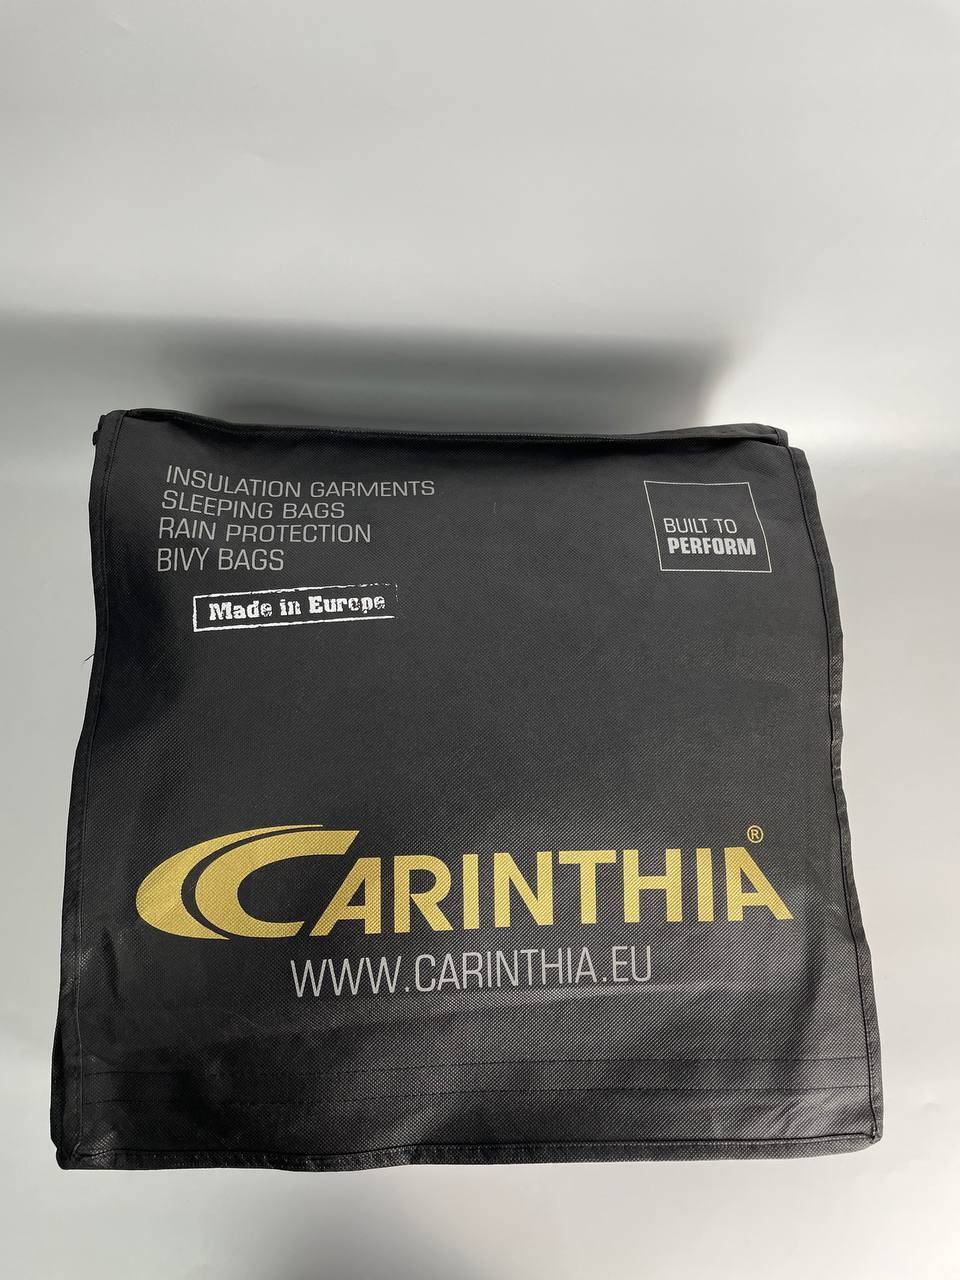 INSULATION GARMENTS
SLEEPING BAGS
RAIN PROTECTION
BIVY BAGS
Made in Europe
BUILT TO
PERFORM
CARINTHIA®
WWW.CARINTHIA.EU